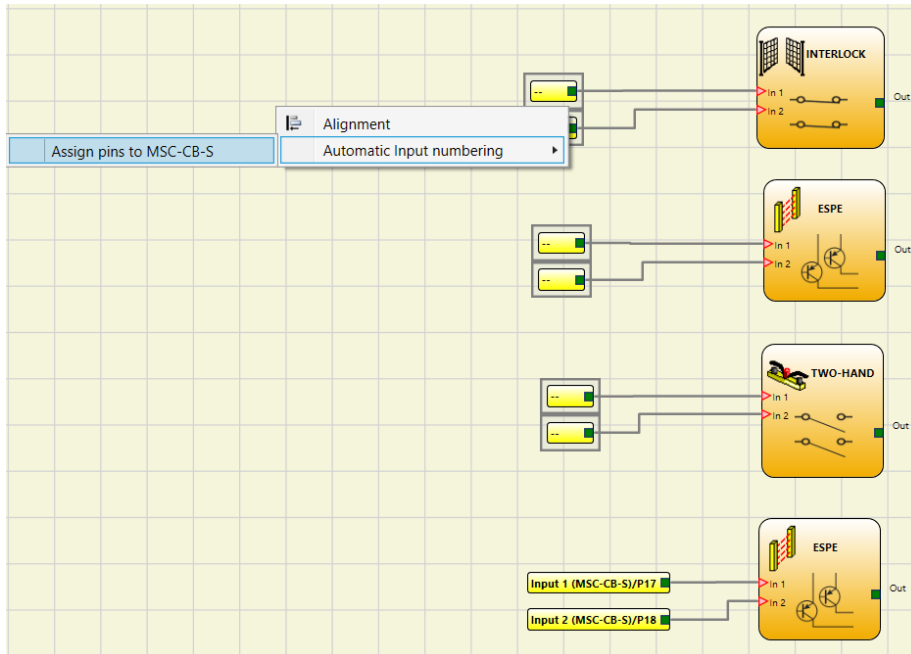 INTERLOCK
--
In 1
Out
In 2
Alignment
Assign pins to MSC-CB-S
Automatic Input numbering
ESPE
--
In 1
Out
In 2
--
TWO-HAND
--
In 1
In 2
Out
--
ESPE
Input 1 (MSC-CB-S)/P17
In 1
Out
In 2
Input 2 (MSC-CB-S)/P18